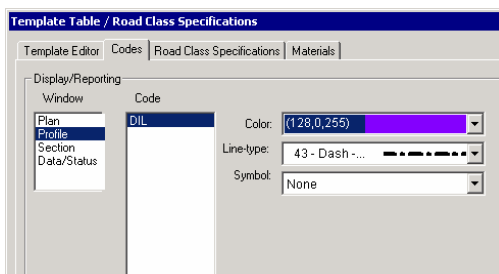 Template Table / Road Class Specifications
Template Editor Codes Road Class Specifications Materials
Display/Reporting
Window Code
Plan
Profile
Section
Data/Status
DIL
Color: (128,0,255)
Line-type: 43 - Dash -...
Symbol: None